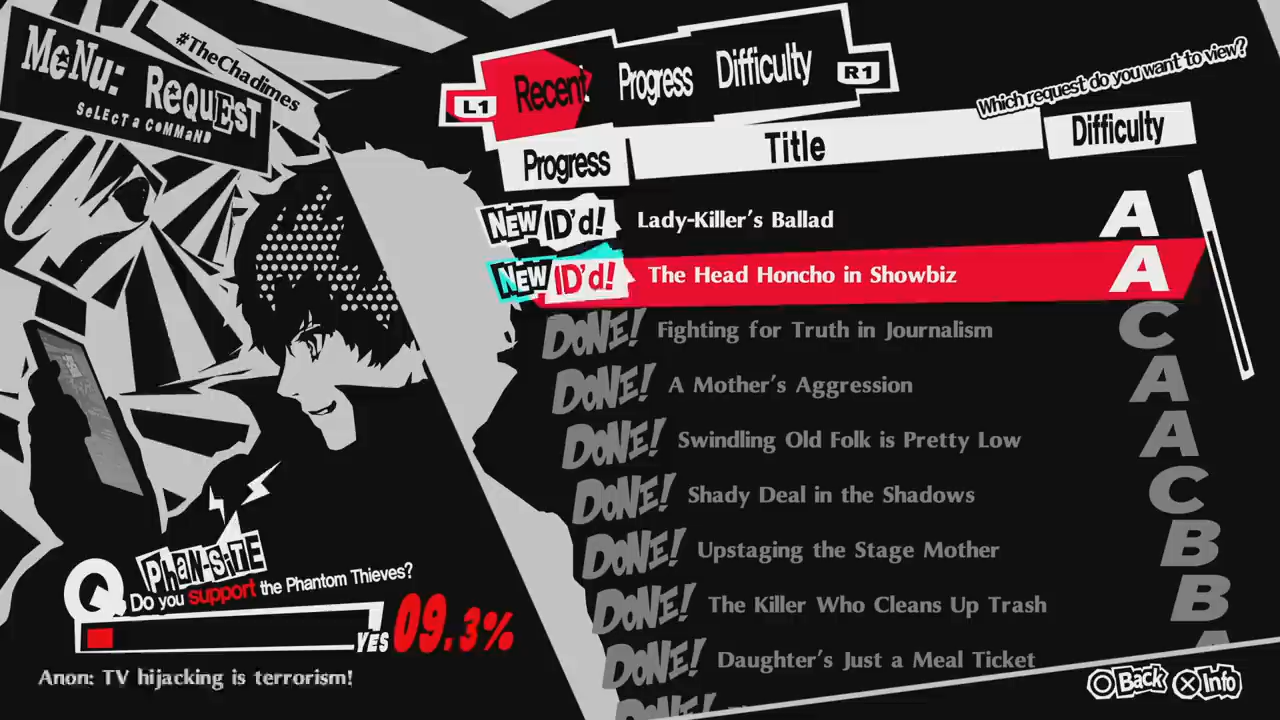 MeNu: RequEsT
SeLEcT a CoMMaND
#TheChadimes
L1 Recent Progress Difficulty R1
Which request do you want to view?
Progress Title Difficulty
NEW ID'd! Lady-Killer's Ballad A
NEW ID'd! The Head Honcho in Showbiz A
DONE! Fighting for Truth in Journalism C
DONE! A Mother's Aggression A
DONE! Swindling Old Folk is Pretty Low A
DONE! Shady Deal in the Shadows C
DONE! Upstaging the Stage Mother B
DONE! The Killer Who Cleans Up Trash B
DONE! Daughter's Just a Meal Ticket
DONE!
PhaN-SiTE
Q. Do you support the Phantom Thieves?
YES 09.3%
Anon: TV hijacking is terrorism!
Back Info